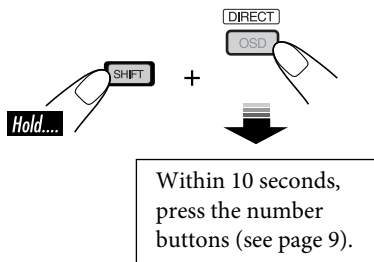 DIRECT
OSD
SHIFT
+
Hold....
Within 10 seconds,
press the number
buttons (see page 9).